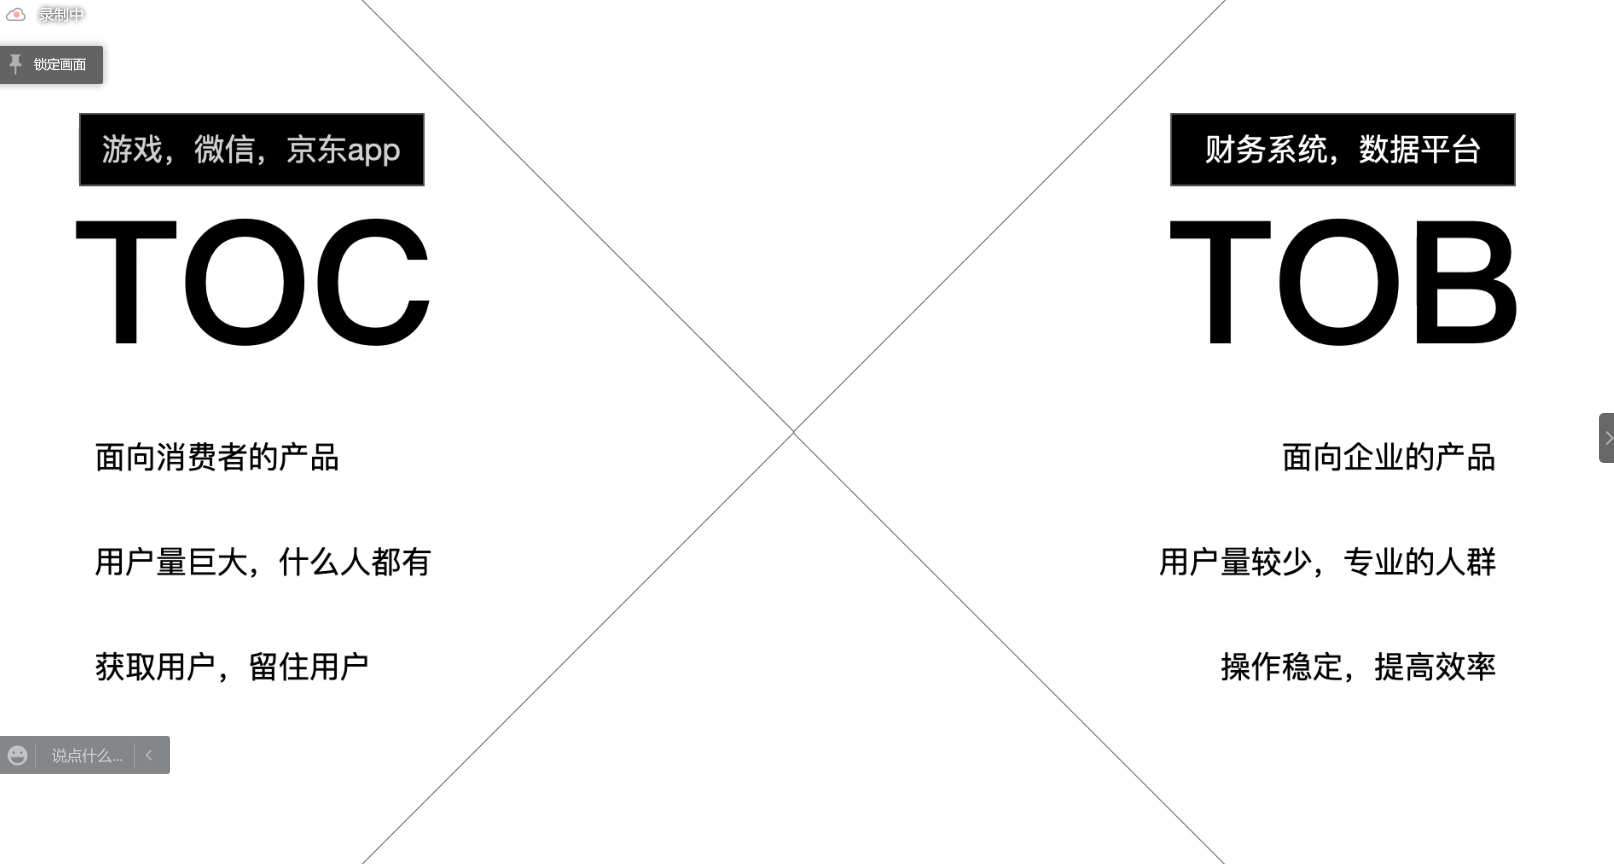 录制中
锁定画面
游戏，微信，京东app
TOC
面向消费者的产品
用户量巨大，什么人都有
获取用户，留住用户
财务系统，数据平台
TOB
面向企业的产品
用户量较少，专业的人群
操作稳定，提高效率
说点什么...